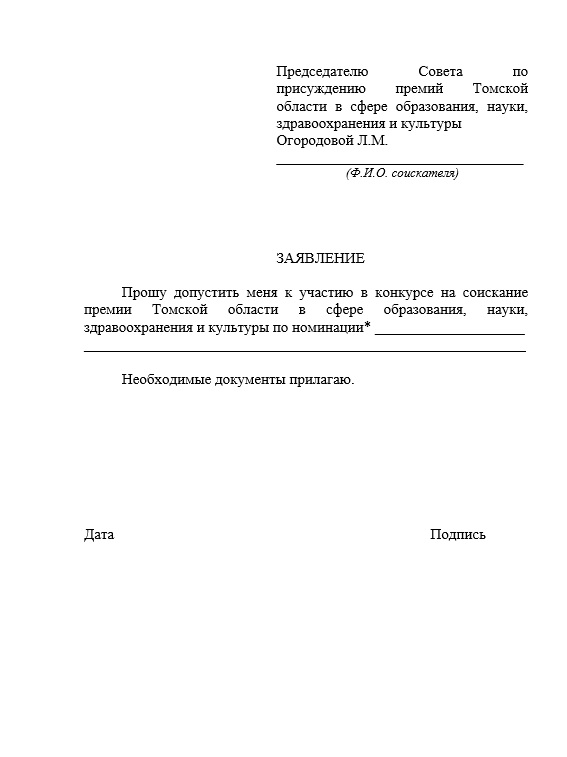 Председателю Совета по
присуждению премий Томской
области в сфере образования, науки,
здравоохранения и культуры
Огородовой Л.М.
(Ф.И.О. соискателя)
ЗАЯВЛЕНИЕ
Прошу допустить меня к участию в конкурсе на соискание
премии Томской области в сфере образования, науки,
здравоохранения и культуры по номинации* ____________________
Необходимые документы прилагаю.
Дата Подпись